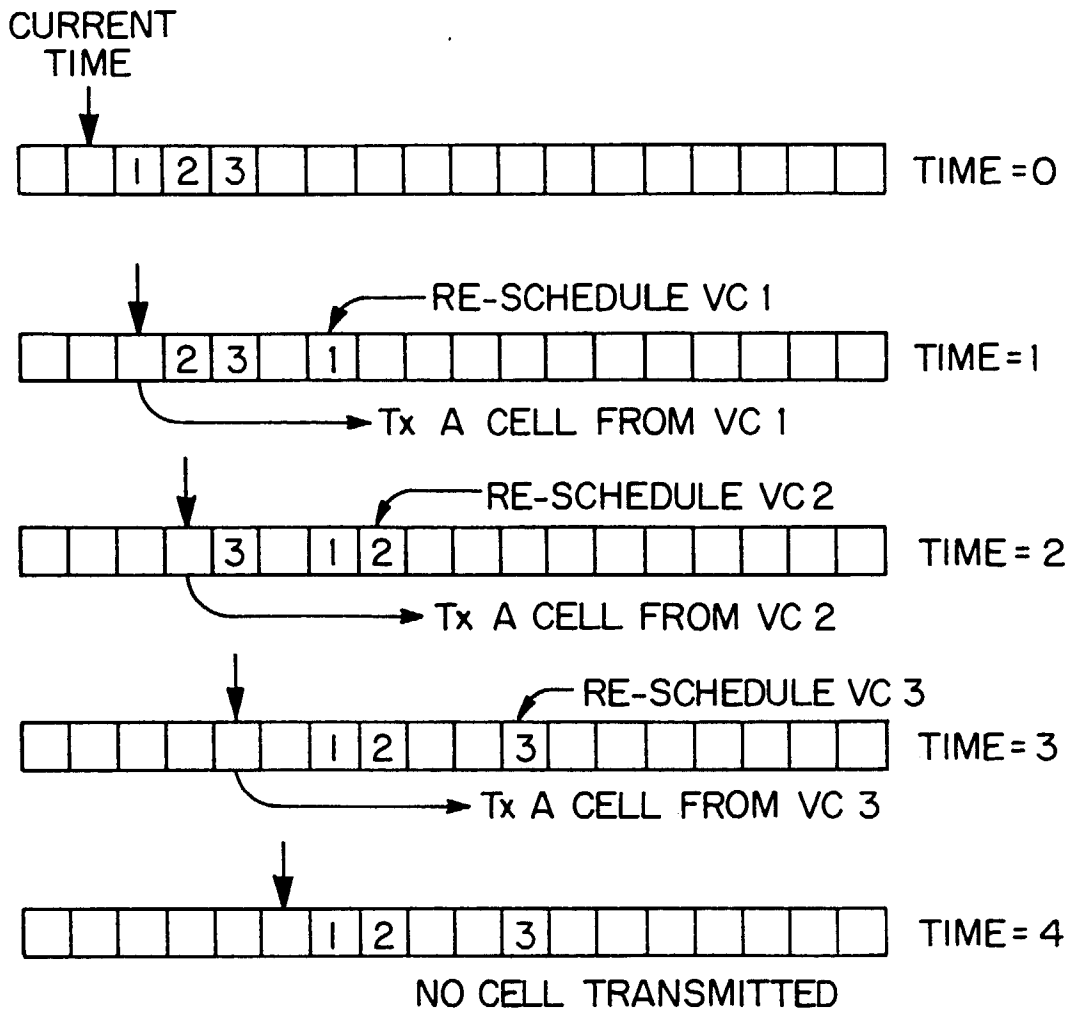 CURRENT
TIME
1 2 3 TIME=0
RE-SCHEDULE VC 1
2 3 1 TIME=1
Tx A CELL FROM VC 1
RE-SCHEDULE VC 2
3 1 2 TIME=2
Tx A CELL FROM VC 2
RE-SCHEDULE VC 3
1 2 3 TIME=3
Tx A CELL FROM VC 3
1 2 3 TIME=4
NO CELL TRANSMITTED